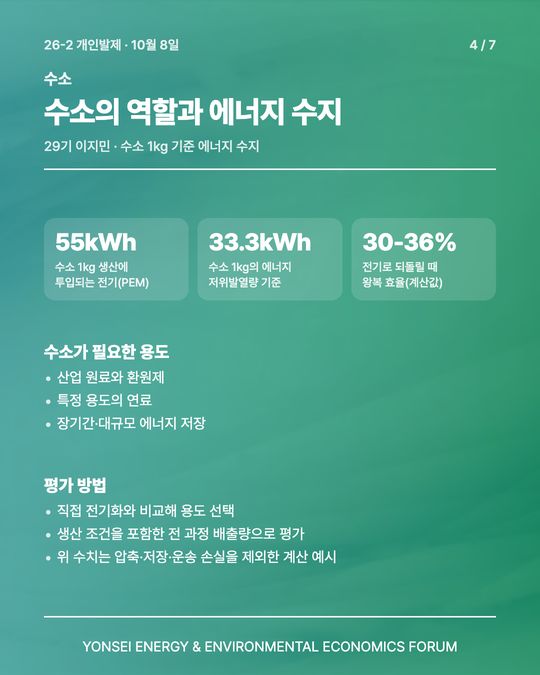 26-2 개인발제 · 10월 8일
4 / 7
수소
수소의 역할과 에너지 수지
29기 이지민 · 수소 1kg 기준 에너지 수지
55kWh
수소 1kg 생산에
투입되는 전기(PEM)
33.3kWh
수소 1kg의 에너지
저위발열량 기준
30-36%
전기로 되돌릴 때
왕복 효율(계산값)
수소가 필요한 용도
• 산업 원료와 환원제
• 특정 용도의 연료
• 장기간·대규모 에너지 저장
평가 방법
• 직접 전기화와 비교해 용도 선택
• 생산 조건을 포함한 전 과정 배출량으로 평가
• 위 수치는 압축·저장·운송 손실을 제외한 계산 예시
YONSEI ENERGY & ENVIRONMENTAL ECONOMICS FORUM